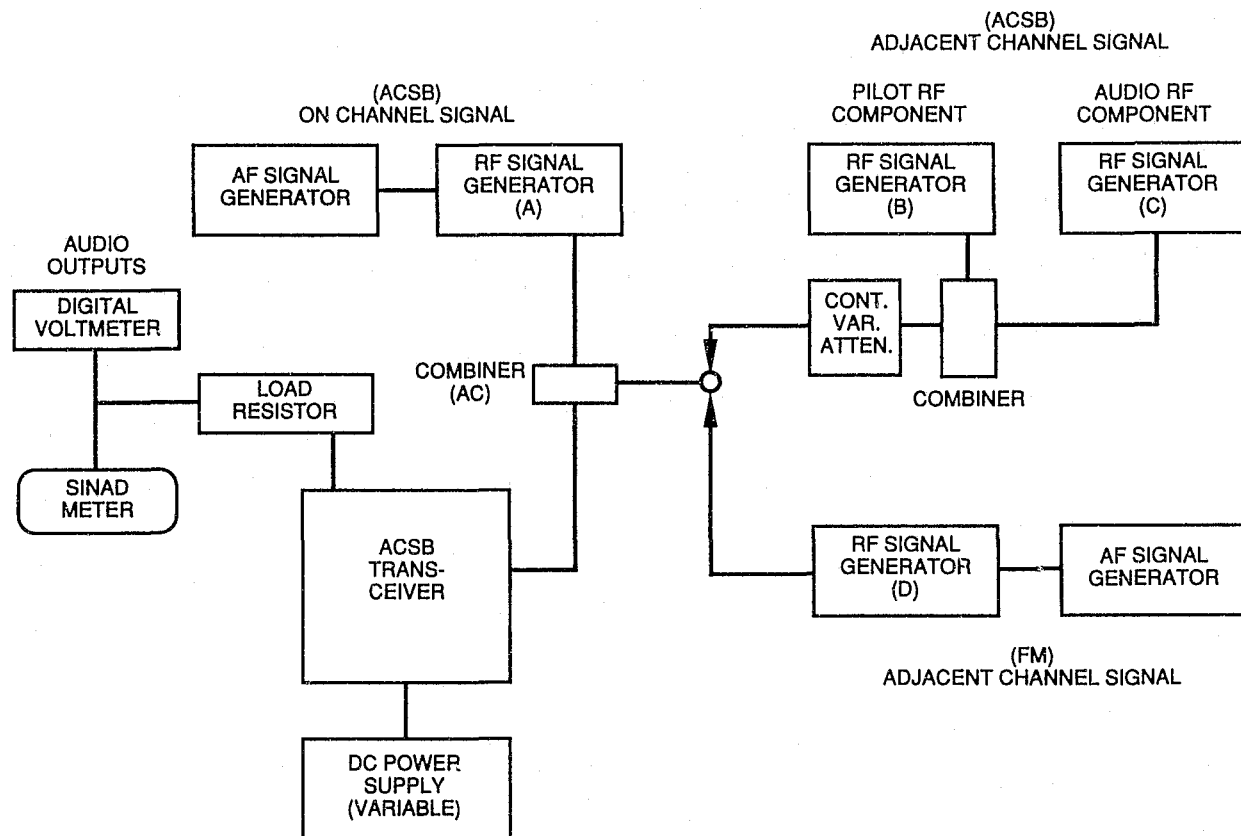 (ACSB)
ADJACENT CHANNEL SIGNAL
(ACSB)
ON CHANNEL SIGNAL
PILOT RF
COMPONENT
AUDIO RF
COMPONENT
AF SIGNAL
GENERATOR
RF SIGNAL
GENERATOR
(A)
RF SIGNAL
GENERATOR
(B)
RF SIGNAL
GENERATOR
(C)
AUDIO
OUTPUTS
DIGITAL
VOLTMETER
CONT.
VAR.
ATTEN.
COMBINER
(AC)
COMBINER
LOAD
RESISTOR
SINAD
METER
ACSB
TRANS-
CEIVER
RF SIGNAL
GENERATOR
(D)
AF SIGNAL
GENERATOR
(FM)
ADJACENT CHANNEL SIGNAL
DC POWER
SUPPLY
(VARIABLE)